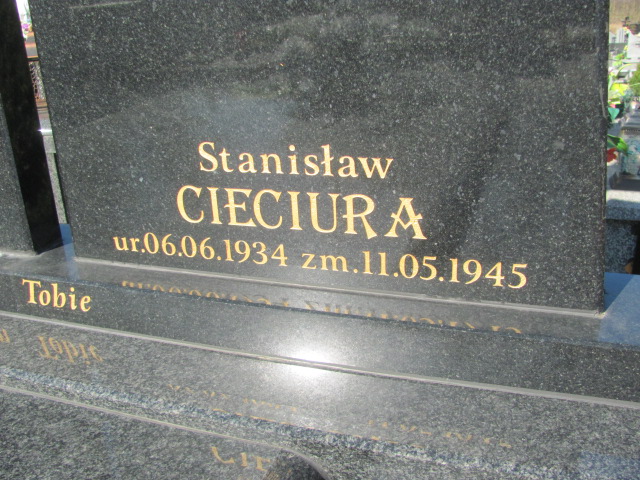 Stanisław
CIECIURA
ur.06.06.1934 zm.11.05.1945
Tobie